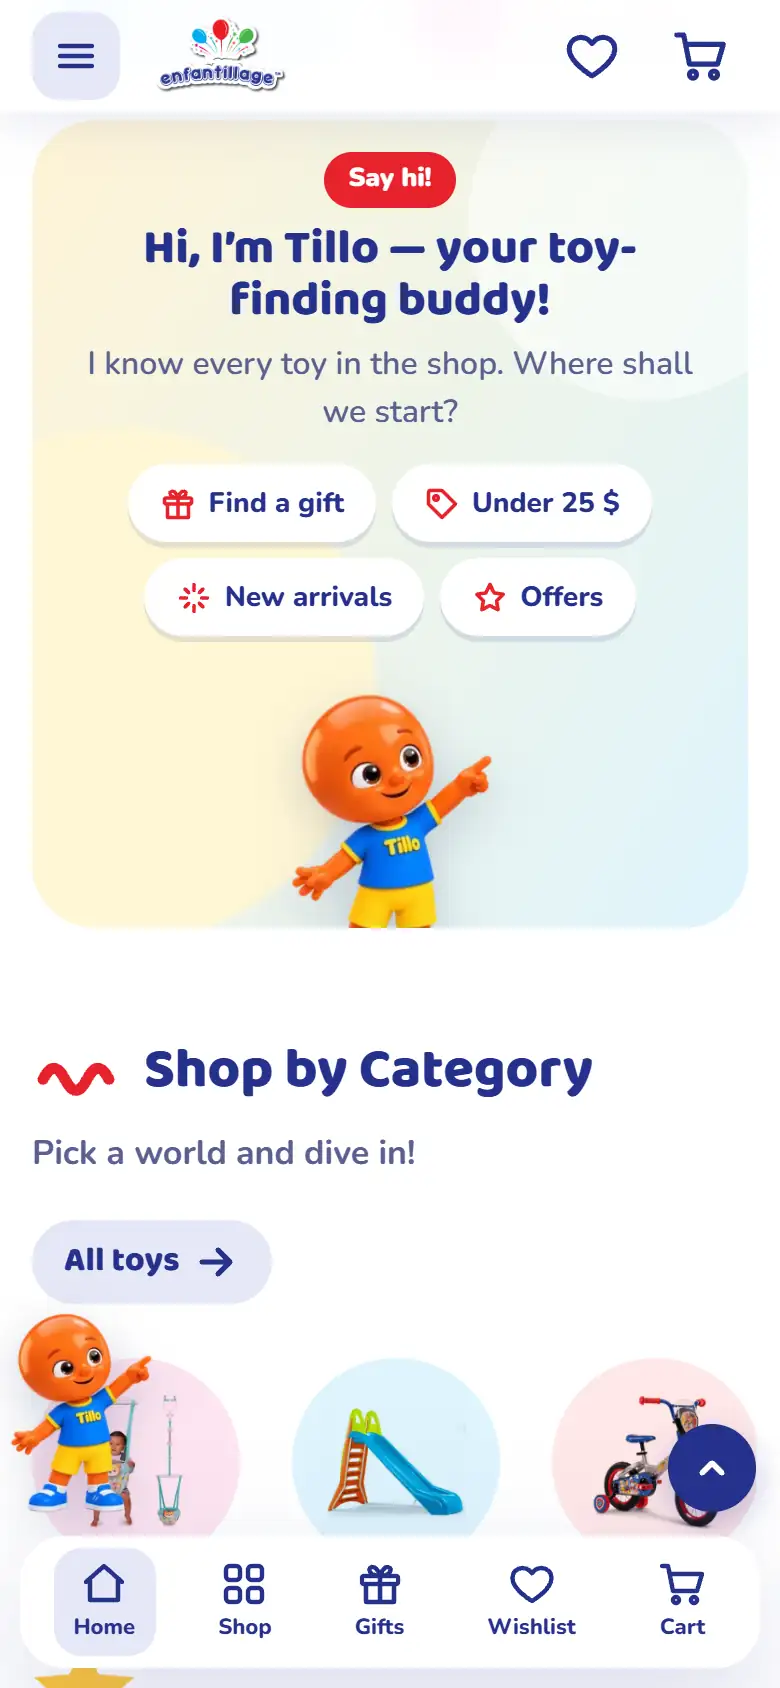 enfantillage
Say hi!
Hi, I'm Tillo — your toy-
finding buddy!
I know every toy in the shop. Where shall
we start?
Find a gift
Under 25 $
New arrivals
Offers
Tillo
Shop by Category
Pick a world and dive in!
All toys
Tillo
Home
Shop
Gifts
Wishlist
Cart